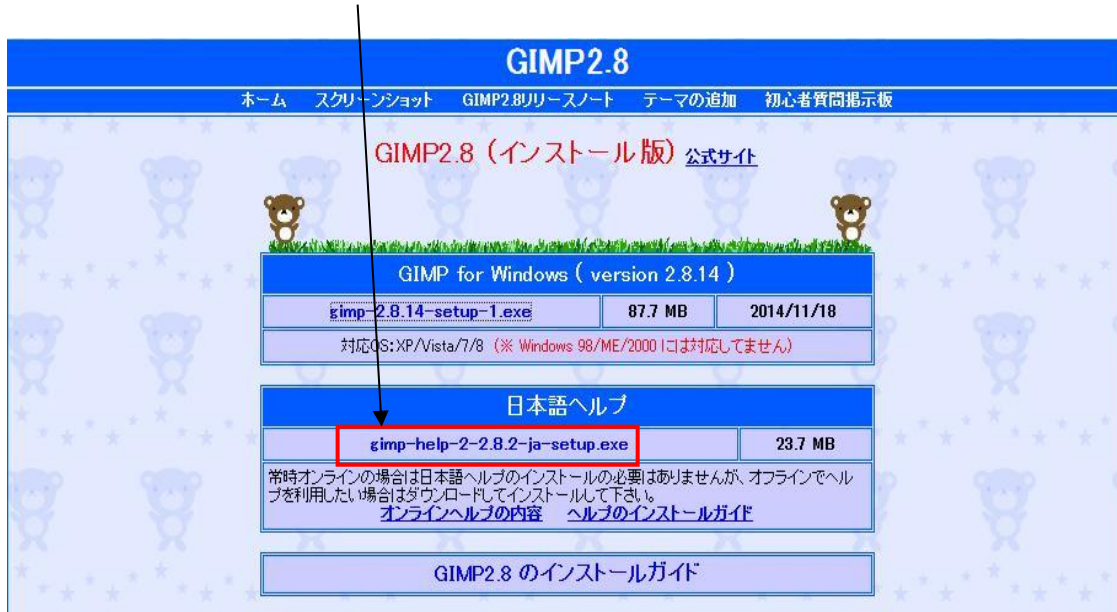 GIMP2.8
ホーム スクリーンショット GIMP2.8リリースノート テーマの追加 初心者質問掲示板
GIMP2.8（インストール版） 公式サイト
GIMP for Windows ( version 2.8.14 )
gimp-2.8.14-setup-1.exe 87.7 MB 2014/11/18
対応OS:XP/Vista/7/8 (※ Windows 98/ME/2000 には対応してません)
日本語ヘルプ
gimp-help-2-2.8.2-ja-setup.exe 23.7 MB
常時オンラインの場合は日本語ヘルプのインストールの必要はありませんが、オフラインでヘル
プを利用したい場合はダウンロードしてインストールして下さい。
オンラインヘルプの内容 ヘルプのインストールガイド
GIMP2.8 のインストールガイド